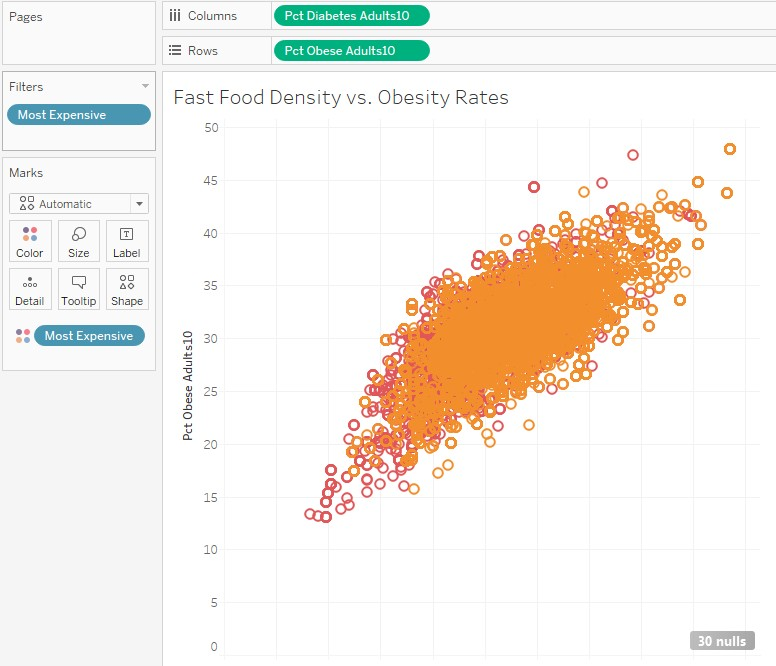 Pages
Columns
Pct Diabetes Adults10
Rows
Pct Obese Adults10
Filters
Most Expensive
Marks
Automatic
Color
Size
Label
Detail
Tooltip
Shape
Most Expensive
Fast Food Density vs. Obesity Rates
Pct Obese Adults10
50
45
40
35
30
25
20
15
10
5
0
30 nulls